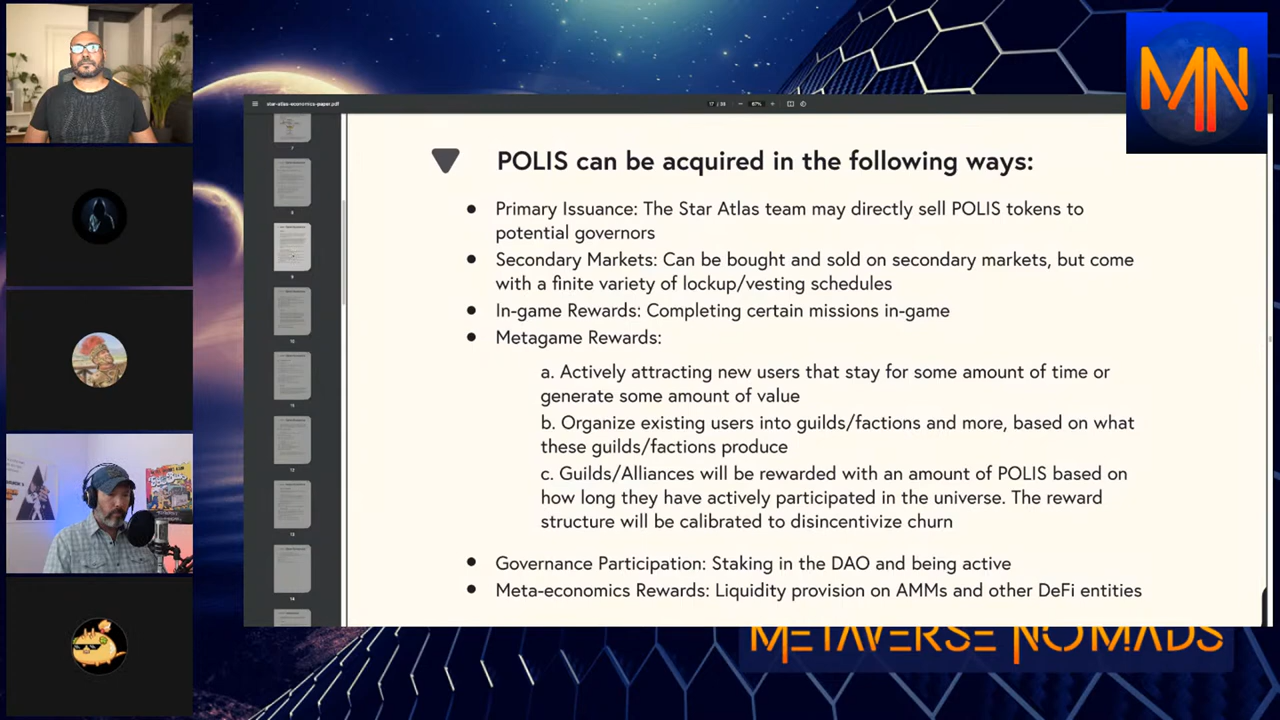 MN
star-atlas-economics-paper.pdf
67%
POLIS can be acquired in the following ways:
● Primary Issuance: The Star Atlas team may directly sell POLIS tokens to
potential governors
● Secondary Markets: Can be bought and sold on secondary markets, but come
with a finite variety of lockup/vesting schedules
● In-game Rewards: Completing certain missions in-game
● Metagame Rewards:
a. Actively attracting new users that stay for some amount of time or
generate some amount of value
b. Organize existing users into guilds/factions and more, based on what
these guilds/factions produce
c. Guilds/Alliances will be rewarded with an amount of POLIS based on
how long they have actively participated in the universe. The reward
structure will be calibrated to disincentivize churn
● Governance Participation: Staking in the DAO and being active
● Meta-economics Rewards: Liquidity provision on AMMs and other DeFi entities
METAVERSE NOMADS